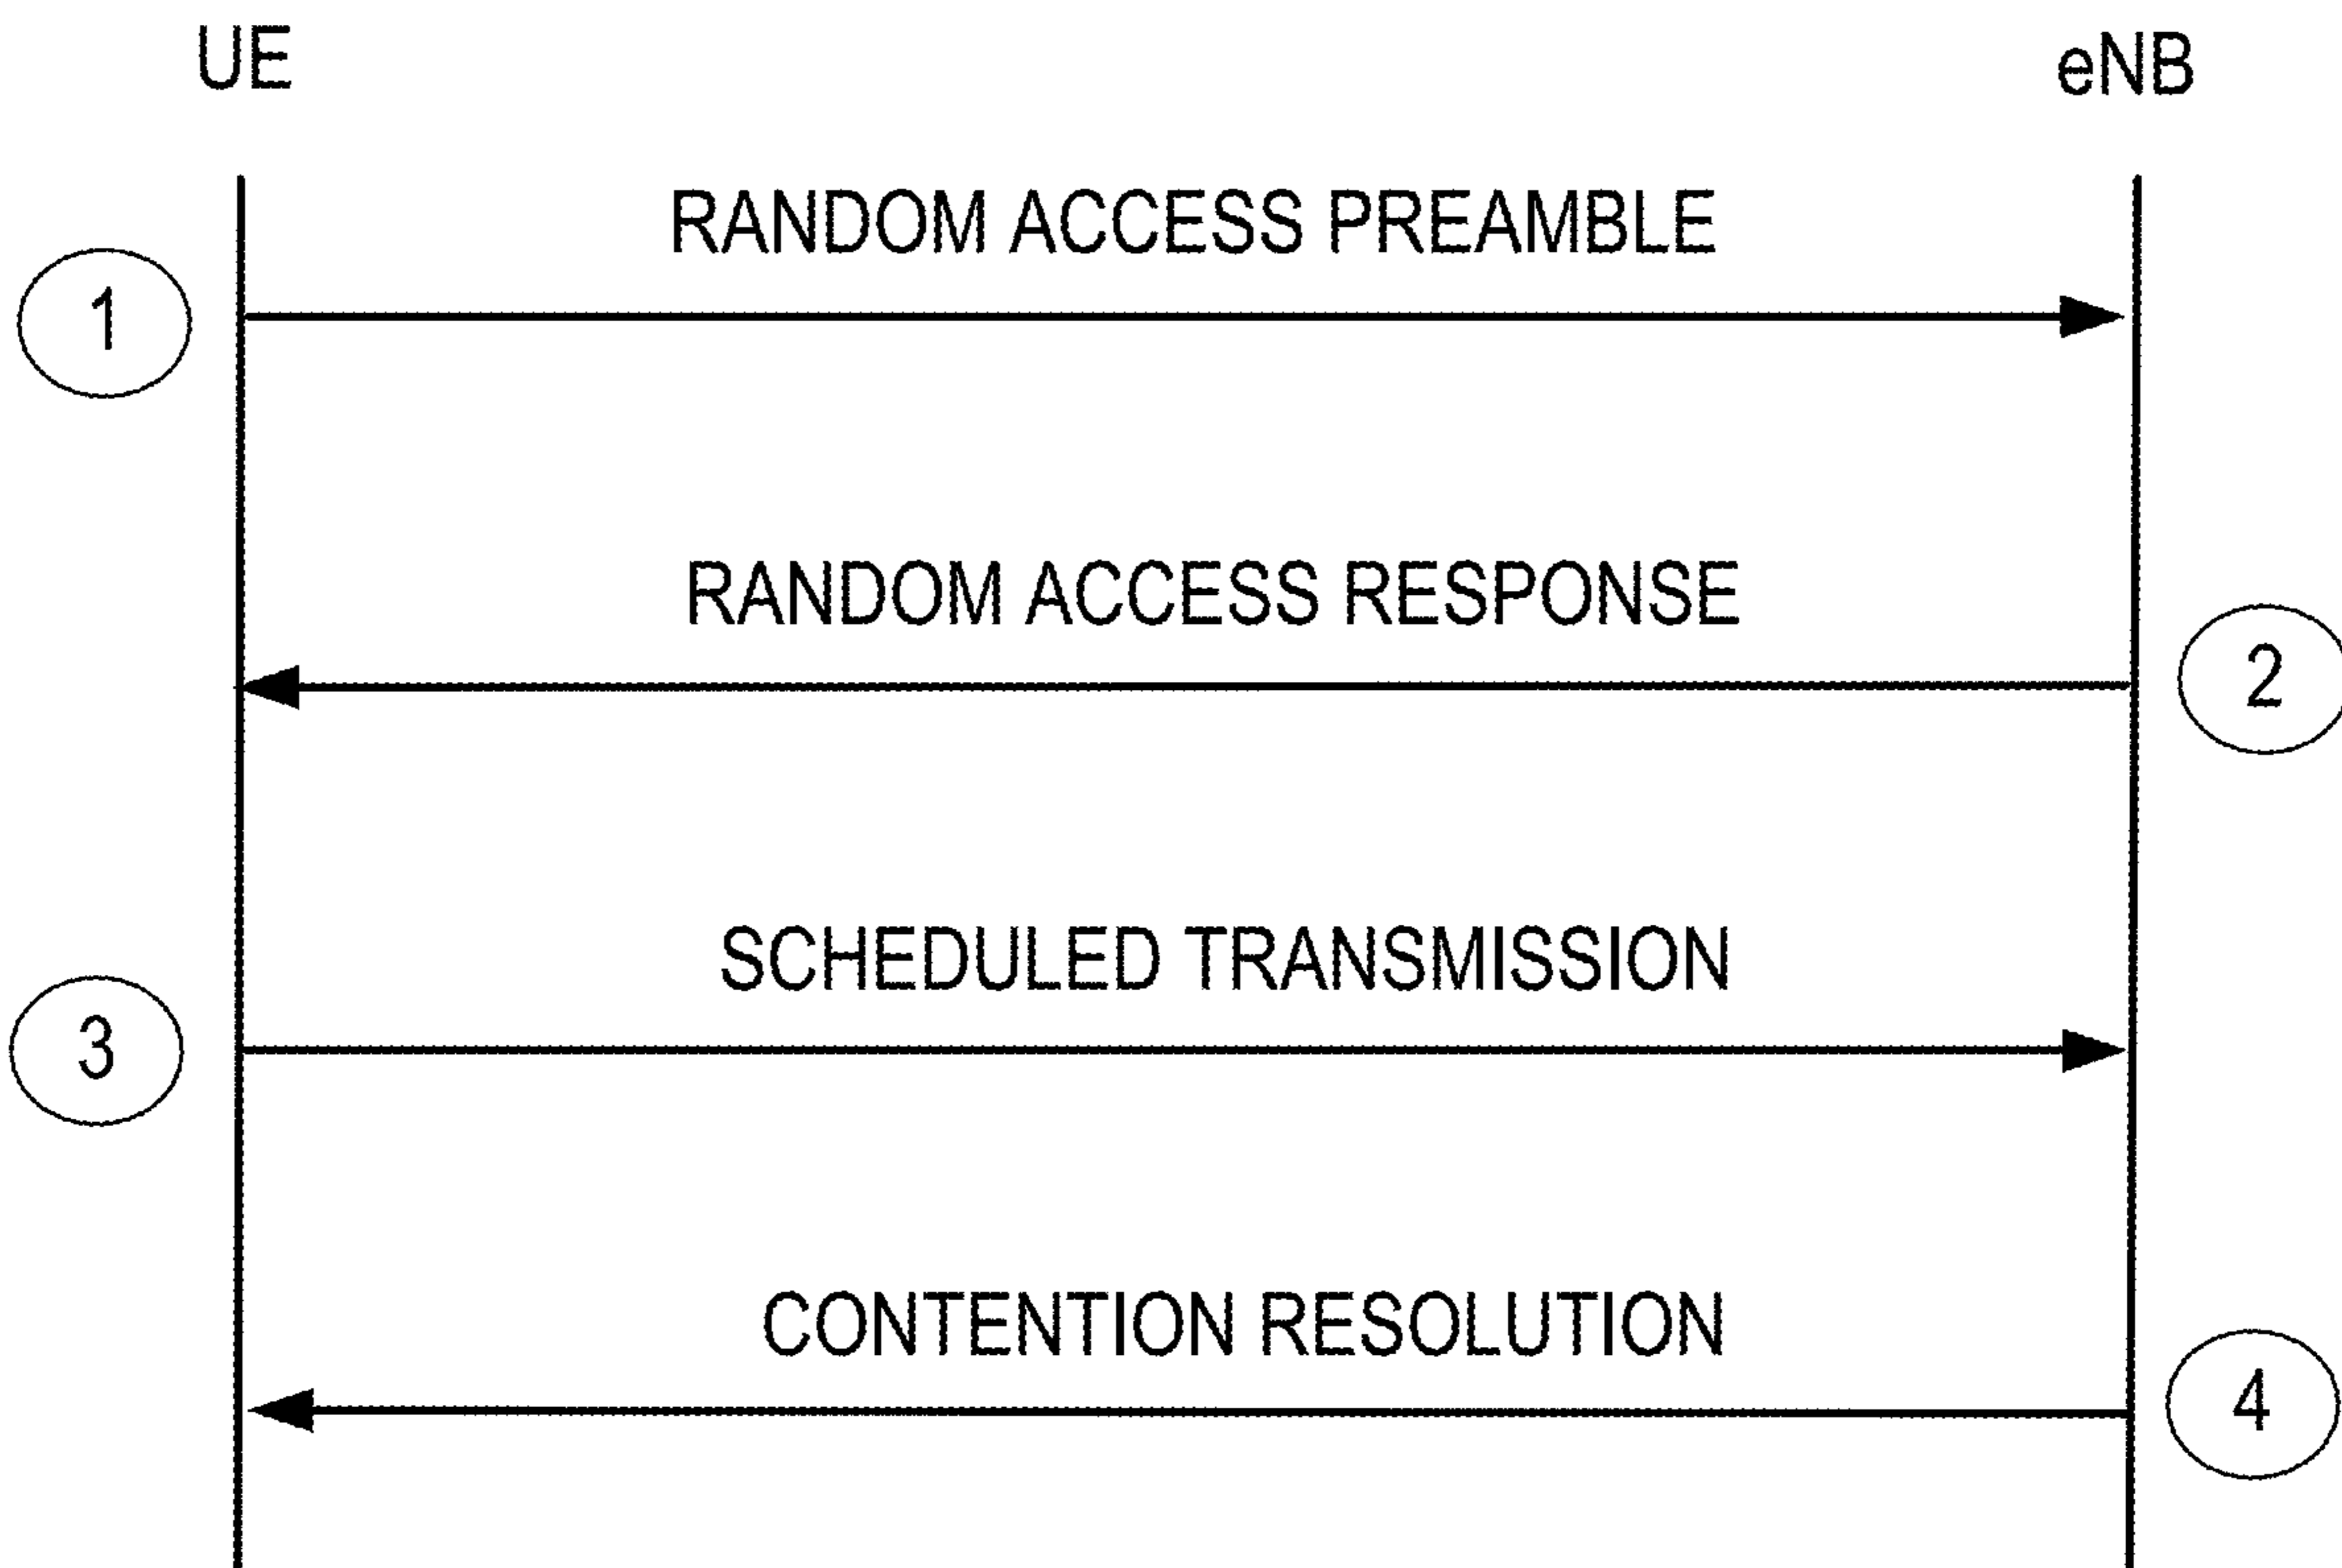 UE
eNB
RANDOM ACCESS PREAMBLE
1
RANDOM ACCESS RESPONSE
2
SCHEDULED TRANSMISSION
3
CONTENTION RESOLUTION
4